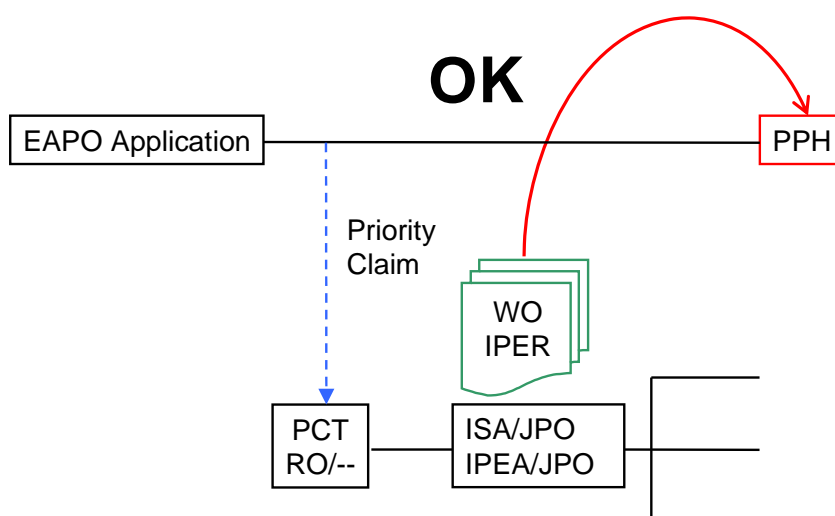 OK
EAPO Application
PPH
Priority
Claim
WO
IPER
PCT
RO/--
ISA/JPO
IPEA/JPO